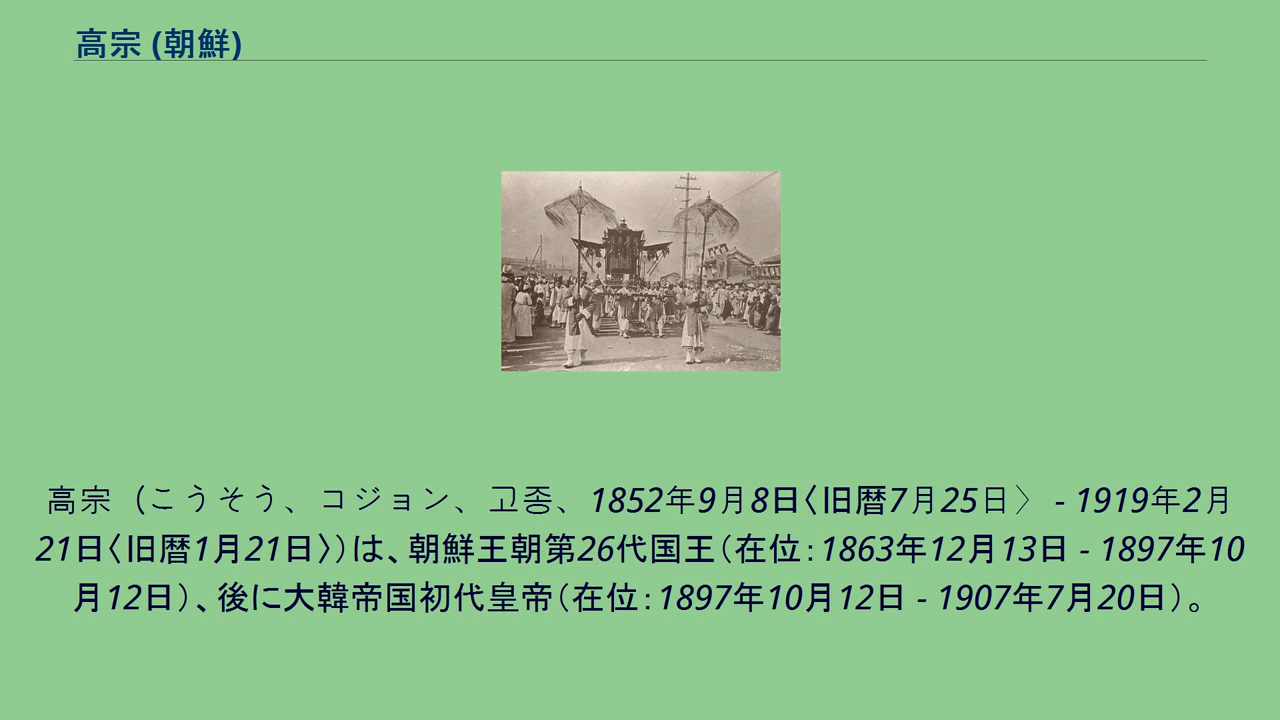 高宗 (朝鮮)
高宗（こうそう、コジョン、고종、1852年9月8日〈旧暦7月25日〉 - 1919年2月
21日〈旧暦1月21日〉）は、朝鮮王朝第26代国王（在位：1863年12月13日 - 1897年10
月12日）、後に大韓帝国初代皇帝（在位：1897年10月12日 - 1907年7月20日）。